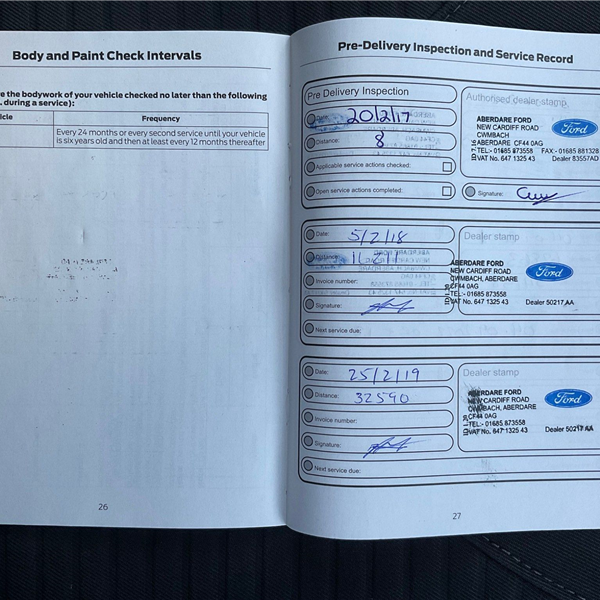 Body and Paint Check Intervals
e the bodywork of your vehicle checked no later than the following
. during a service):
icle Frequency
Every 24 months or every second service until your vehicle
is six years old and then at least every 12 months thereafter
26
Pre-Delivery Inspection and Service Record
Pre Delivery Inspection
Date: 20/2/17
Distance: 8
Applicable service actions checked:
Open service actions completed:
Authorised dealer stamp
ABERDARE FORD
NEW CARDIFF ROAD
CWMBACH
ABERDARE CF44 0AG
TEL:- 01685 873558 FAX:- 01685 881328
VAT No. 647 1325 43 Dealer 83557AD
Ford
Signature:
Date: 5/2/18
Distance:
Invoice number:
Signature:
Next service due:
Dealer stamp
ABERDARE FORD
NEW CARDIFF ROAD
CWMBACH, ABERDARE
CF44 0AG
TEL:- 01685 873558
VAT No. 647 1325 43 Dealer 50217 AA
Ford
Date: 25/2/19
Distance: 32590
Invoice number:
Signature:
Next service due:
Dealer stamp
ABERDARE FORD
NEW CARDIFF ROAD
CWMBACH, ABERDARE
CF44 0AG
TEL:- 01685 873558
VAT No. 647 1325 43 Dealer 50217 AA
Ford
27